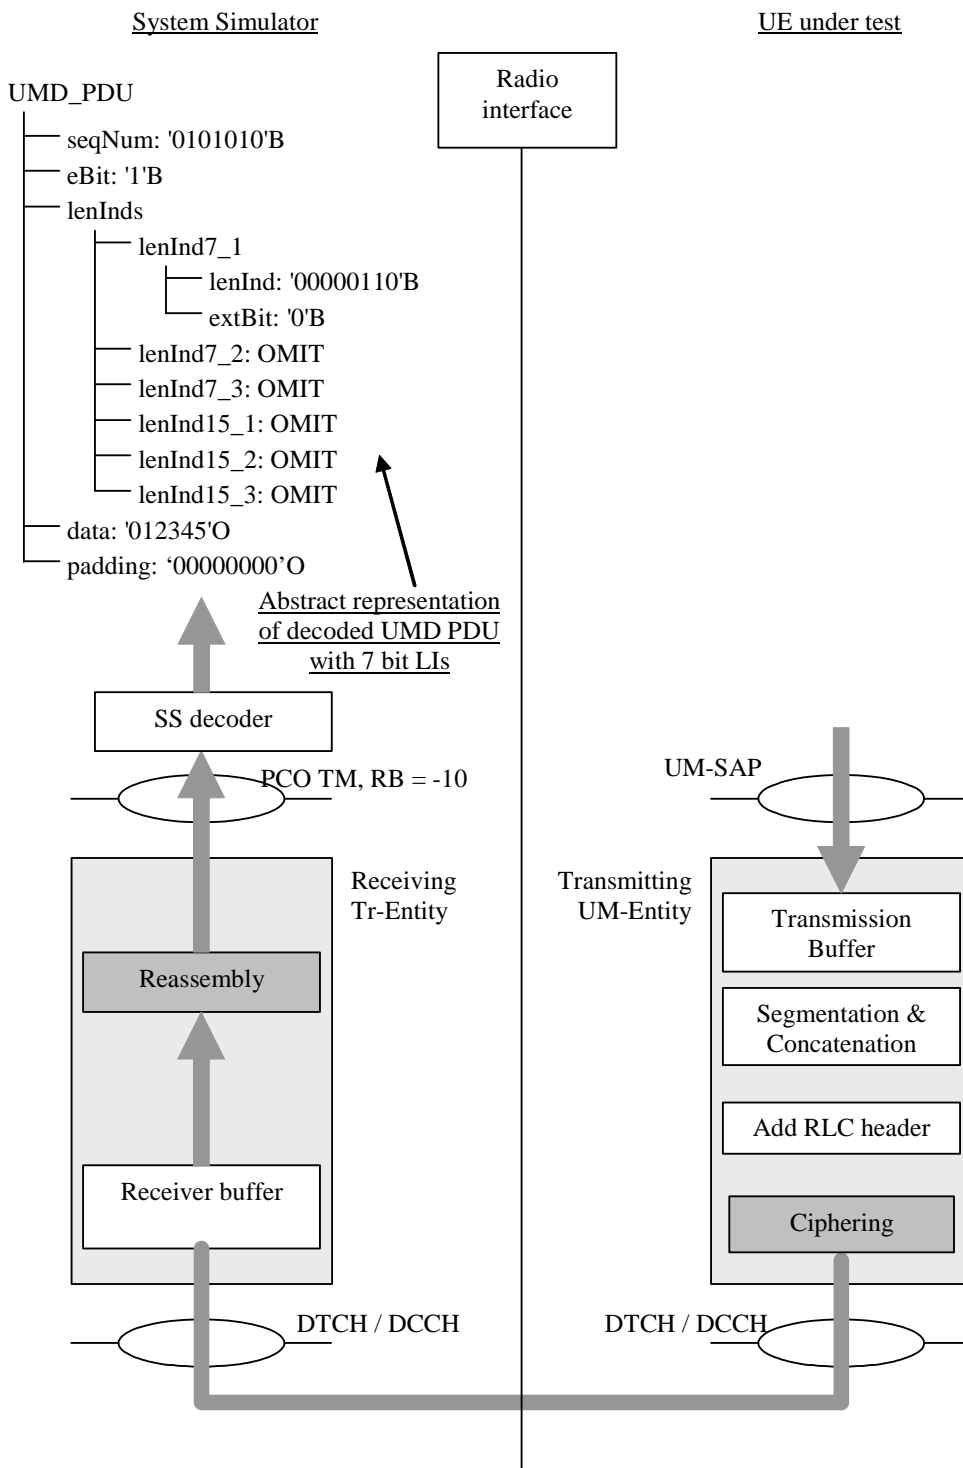 System Simulator
UE under test
Radio
interface
UMD_PDU
seqNum: '0101010'B
eBit: '1'B
lenInds
lenInd7_1
lenInd: '00000110'B
extBit: '0'B
lenInd7_2: OMIT
lenInd7_3: OMIT
lenInd15_1: OMIT
lenInd15_2: OMIT
lenInd15_3: OMIT
data: '012345'O
padding: ‘00000000’O
Abstract representation
of decoded UMD PDU
with 7 bit LIs
SS decoder
PCO TM, RB = -10
UM-SAP
Receiving
Tr-Entity
Transmitting
UM-Entity
Transmission
Buffer
Reassembly
Segmentation &
Concatenation
Add RLC header
Receiver buffer
Ciphering
DTCH / DCCH
DTCH / DCCH